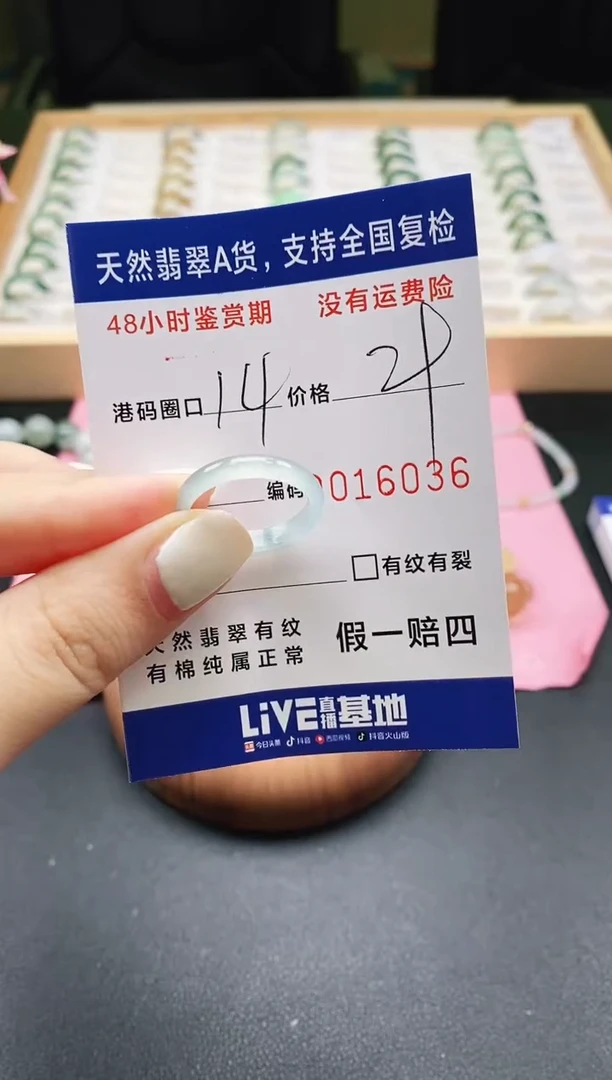 天然翡翠A货，支持全国复检
48小时鉴赏期 没有运费险
港码圈口 14 价格
编码 0016036
□有纹有裂
天然翡翠有纹 假一赔四
有棉纯属正常
LiVE直播基地
今日头条 抖音 西瓜视频 抖音火山版